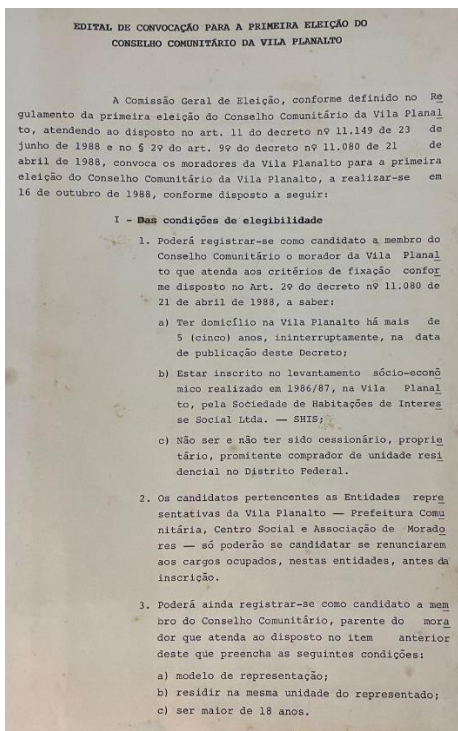 EDITAL DE CONVOCAÇÃO PARA A PRIMEIRA ELEIÇÃO DO
CONSELHO COMUNITÁRIO DA VILA PLANALTO
A Comissão Geral de Eleição, conforme definido no Re
gulamento da primeira eleição do Conselho Comunitário da Vila Planal
to, atendendo ao disposto no art. 11 do decreto nº 11.149 de 23 de
junho de 1988 e no § 2º do art. 9º do decreto nº 11.080 de 21 de
abril de 1988, convoca os moradores da Vila Planalto para a primeira
eleição do Conselho Comunitário da Vila Planalto, a realizar-se em
16 de outubro de 1988, conforme disposto a seguir:
I - Das condições de elegibilidade
1. Poderá registrar-se como candidato a membro do
Conselho Comunitário o morador da Vila Planal
to que atenda aos critérios de fixação confor
me disposto no Art. 2º do decreto nº 11.080 de
21 de abril de 1988, a saber:
a) Ter domicílio na Vila Planalto há mais de
5 (cinco) anos, ininterruptamente, na data
de publicação deste Decreto;
b) Estar inscrito no levantamento sócio-econô
mico realizado em 1986/87, na Vila Planal
to, pela Sociedade de Habitações de Interes
se Social Ltda. — SHIS;
c) Não ser e não ter sido cessionário, proprie
tário, promitente comprador de unidade resi
dencial no Distrito Federal.
2. Os candidatos pertencentes as Entidades repre
sentativas da Vila Planalto — Prefeitura Comu
nitária, Centro Social e Associação de Morado
res — só poderão se candidatar se renunciarem
aos cargos ocupados, nestas entidades, antes da
inscrição.
3. Poderá ainda registrar-se como candidato a mem
bro do Conselho Comunitário, parente do mora
dor que atenda ao disposto no item anterior
deste que preencha as seguintes condições:
a) modelo de representação;
b) residir na mesma unidade do representado;
c) ser maior de 18 anos.